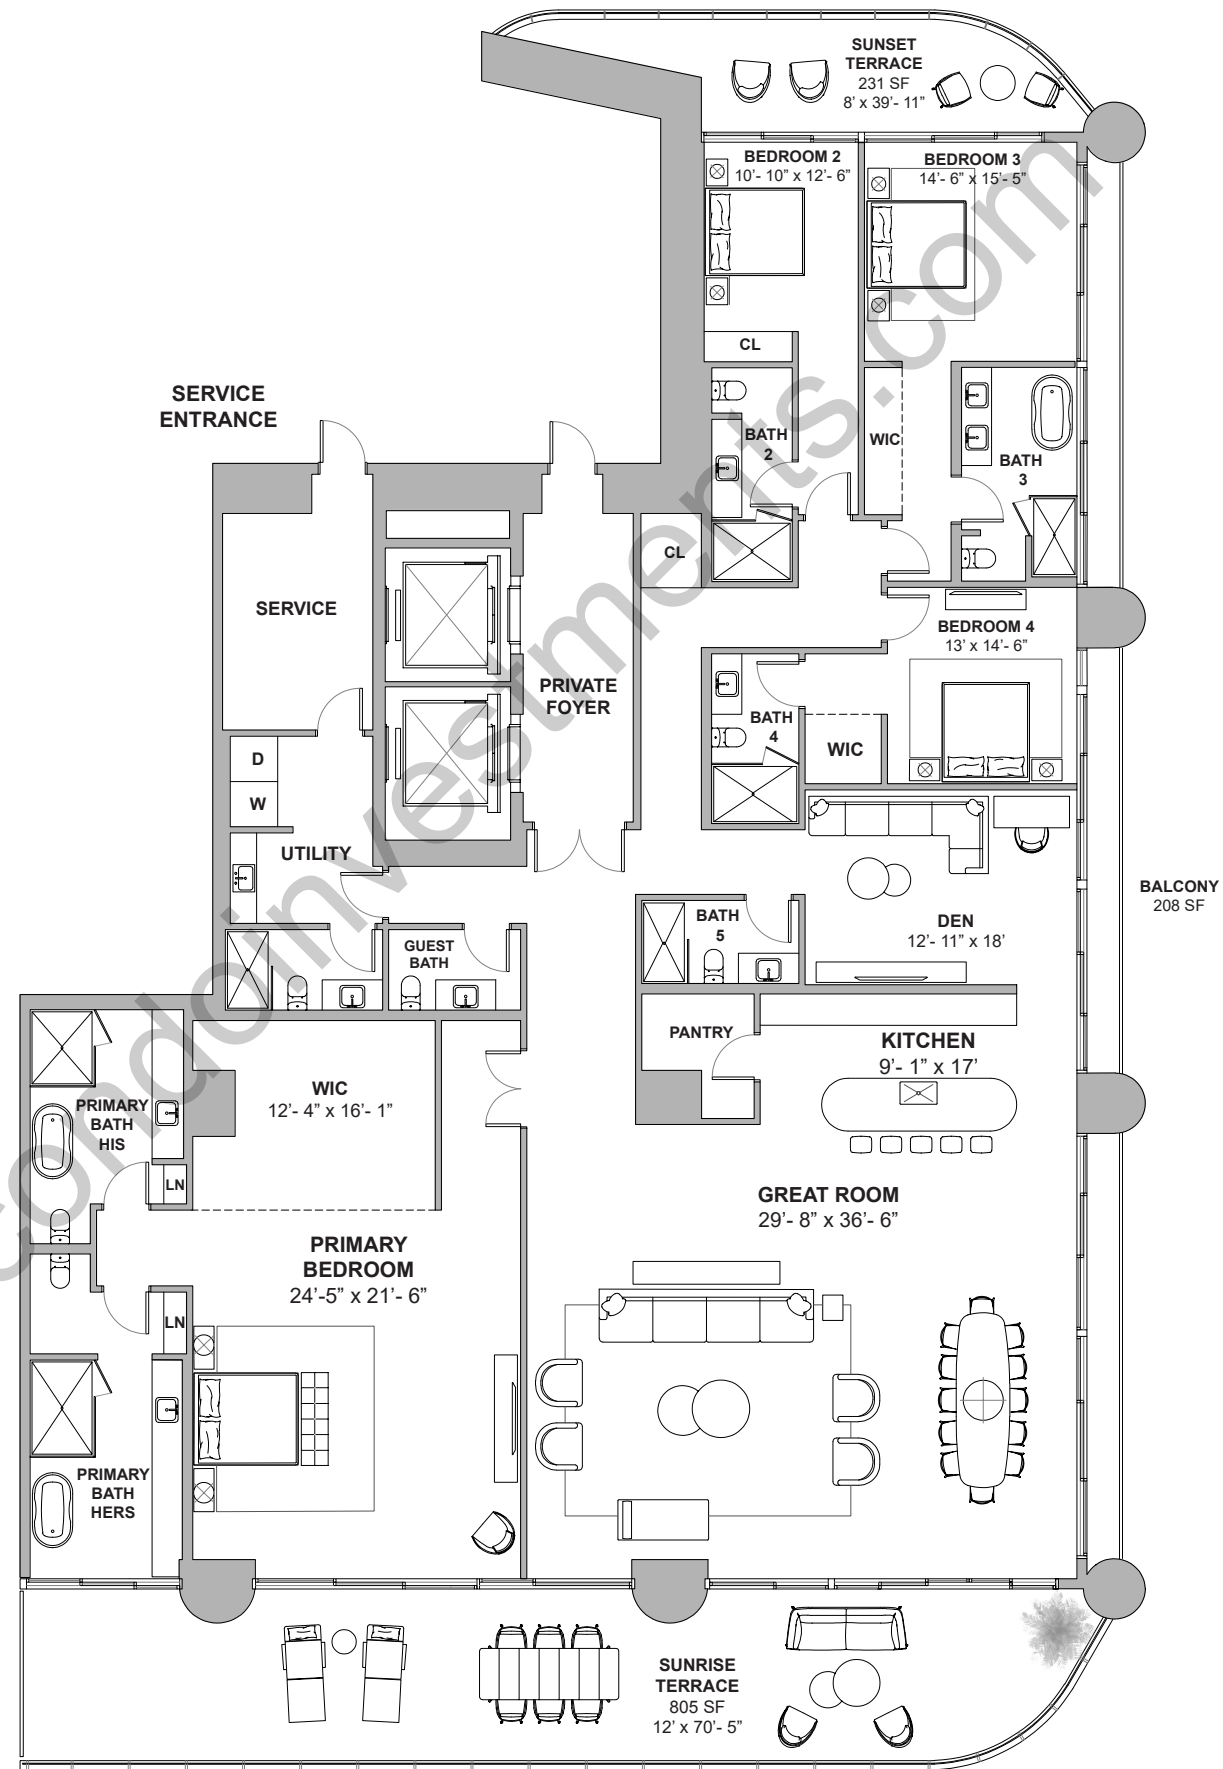 SUNSET
TERRACE
231 SF
8' x 39'- 11”
BEDROOM 2
10'- 10” x 12'- 6”
BEDROOM 3
14'- 6” x 15'- 5”
CL
SERVICE
ENTRANCE
BATH
2
WIC
BATH
3
CL
SERVICE
BEDROOM 4
13' x 14'- 6”
PRIVATE
FOYER
BATH
4
WIC
D
W
UTILITY
BALCONY
208 SF
BATH
5
DEN
12'- 11” x 18'
GUEST
BATH
PANTRY
KITCHEN
9'- 1” x 17'
WIC
12'- 4” x 16'- 1”
PRIMARY
BATH
HIS
LN
GREAT ROOM
29'- 8” x 36'- 6”
PRIMARY
BEDROOM
24'-5” x 21'- 6”
LN
PRIMARY
BATH
HERS
SUNRISE
TERRACE
805 SF
12' x 70'- 5”
condoinvestments.com